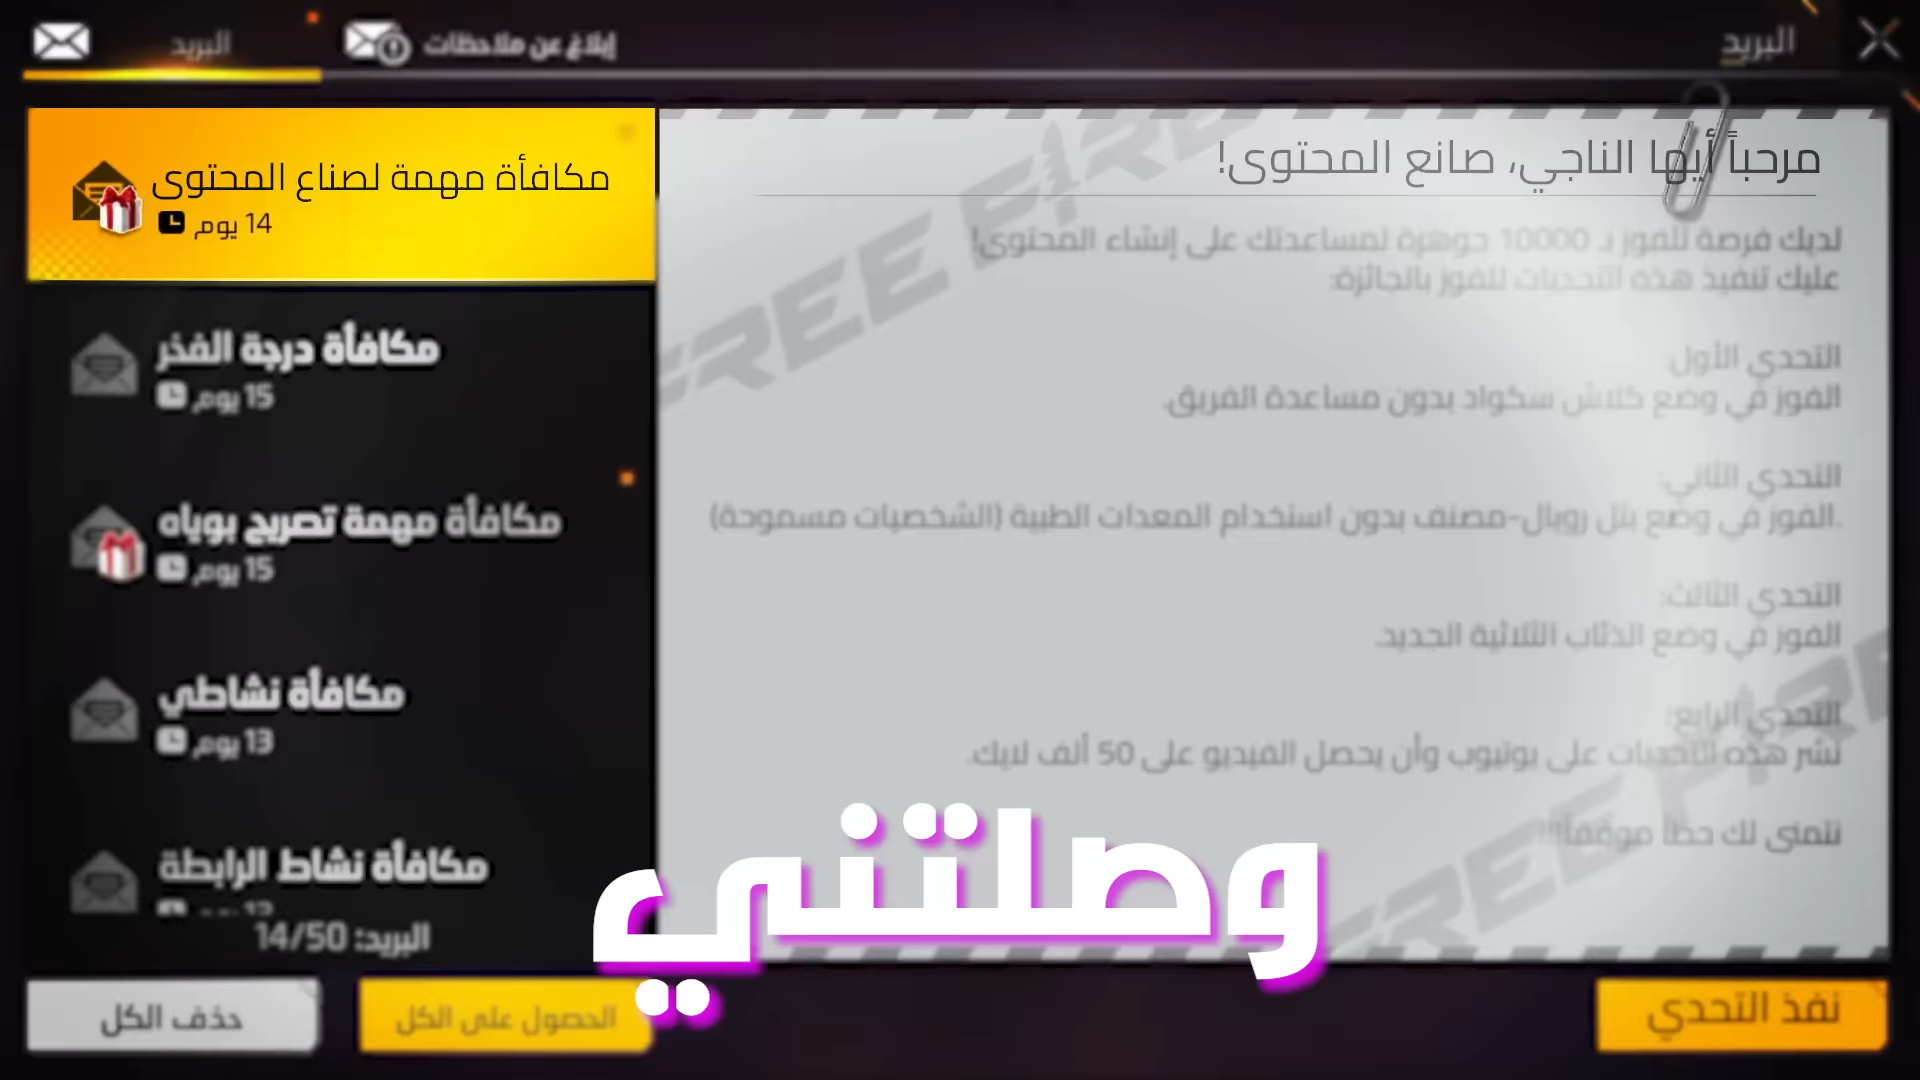 البريد
إبلاغ عن ملاحظات
البريد
مكافأة مهمة لصناع المحتوى
14 يوم
مكافأة درجة الفخر
15 يوم
مكافأة مهمة تصريح بوياه
15 يوم
مكافأة نشاطي
13 يوم
مكافأة نشاط الرابطة
البريد: 14/50
حذف الكل
الحصول على الكل
FREE FIRE
مرحباً أيها الناجي، صانع المحتوى!
لديك فرصة للفوز بـ 10000 جوهرة لمساعدتك على إنشاء المحتوى!
عليك تنفيذ هذه التحديات للفوز بالجائزة:
التحدي الأول:
الفوز في وضع كلاش سكواد بدون مساعدة الفريق.
التحدي الثاني:
الفوز في وضع بتل رويال-مصنف بدون استخدام المعدات الطبية (الشخصيات مسموحة).
التحدي الثالث:
الفوز في وضع الذئاب الثلاثية الجديد.
التحدي الرابع:
نشر هذه التحديات على يوتيوب وأن يحصل الفيديو على 50 ألف لايك.
نتمنى لك حظاً موفقاً!!!
FREE FIRE
وصلتني
نفذ التحدي